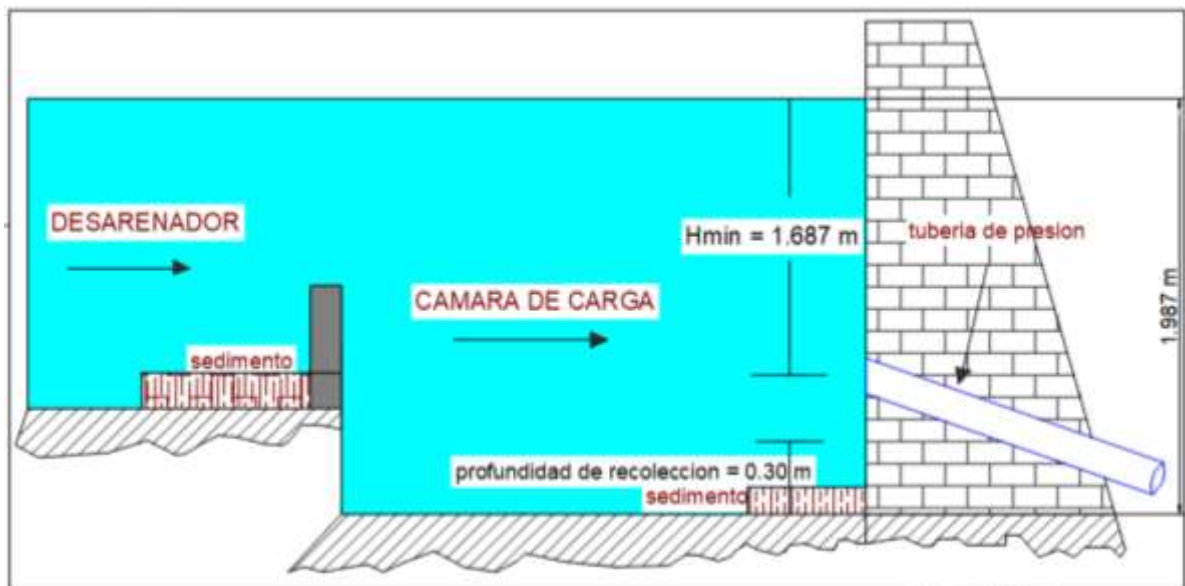 DESARENADOR
Hmin = 1.687 m
tuberia de presion
CAMARA DE CARGA
1.987 m
sedimento
profundidad de recoleccion = 0.30 m
sedimento